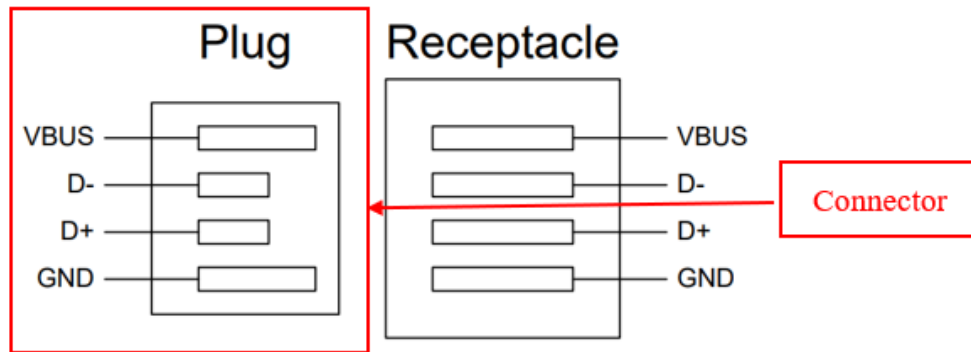 Plug
Receptacle
VBUS
D-
D+
GND
VBUS
D-
D+
GND
Connector